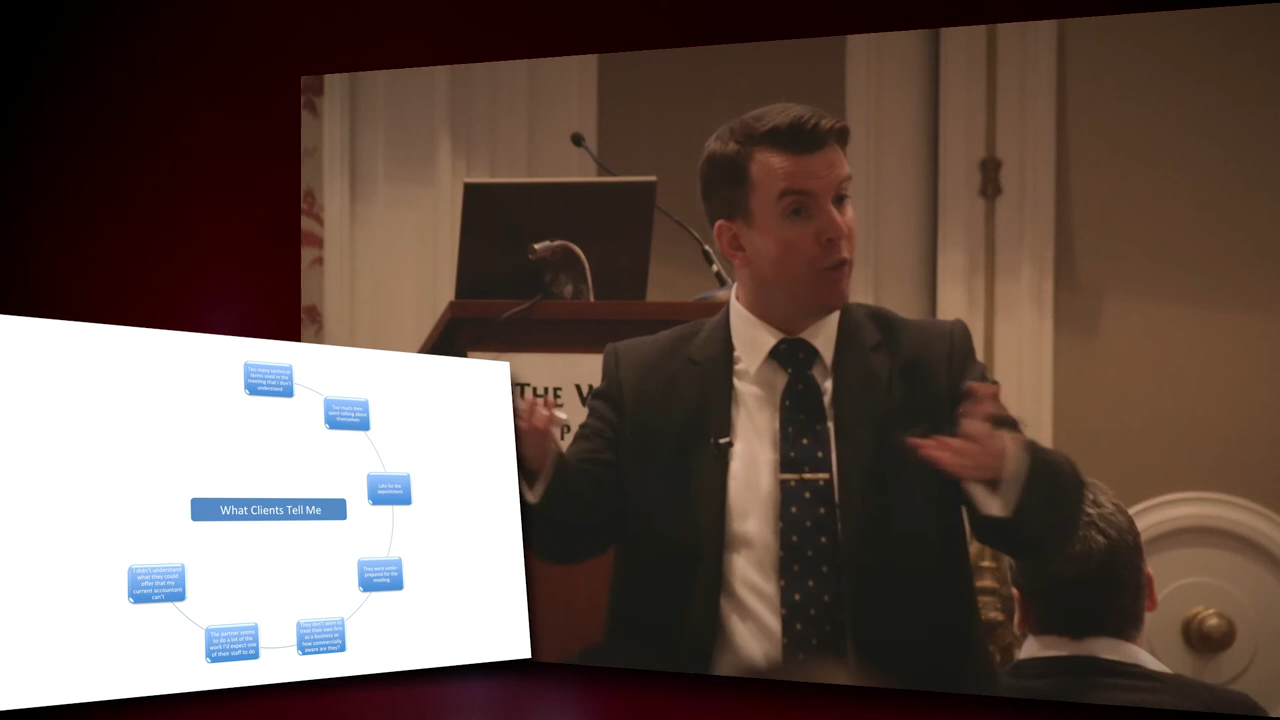 Too many technical
terms used in the
meeting that I don't
understand
Too much time
spent talking about
themselves
Late for the
appointment
What Clients Tell Me
They were under
prepared for the
meeting
I didn't understand
what they could
offer that my
current accountant
can't
The partner seems
to do a lot of the
work I'd expect one
of their staff to do
They don't seem to
treat their own firm
as a business so
how commercially
aware are they?
THE W